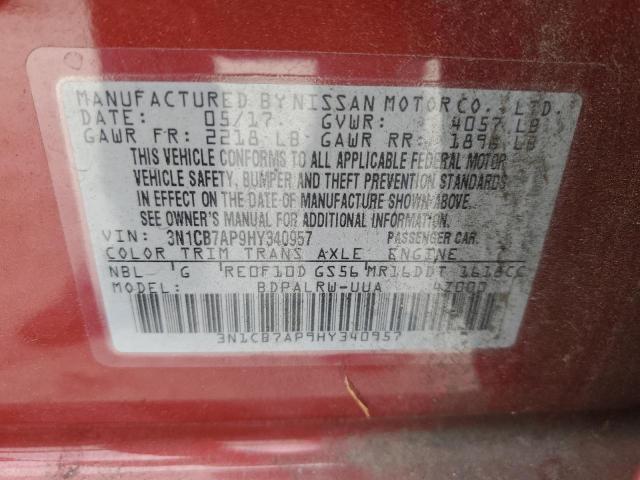 MANUFACTURED BY NISSAN MOTOR CO., LTD.
DATE: 05/17 GVWR: 4057 LB
GAWR FR: 2218 LB GAWR RR: 1896 LB
THIS VEHICLE CONFORMS TO ALL APPLICABLE FEDERAL MOTOR
VEHICLE SAFETY, BUMPER AND THEFT PREVENTION STANDARDS
IN EFFECT ON THE DATE OF MANUFACTURE SHOWN ABOVE.
SEE OWNER'S MANUAL FOR ADDITIONAL INFORMATION.
VIN: 3N1CB7AP9HY340957 PASSENGER CAR
COLOR TRIM TRANS AXLE ENGINE
NBL G RE0F10D GS56 MR16DDT 1618CC
MODEL: BDPALRW-UUA 4Z000
3N1CB7AP9HY340957